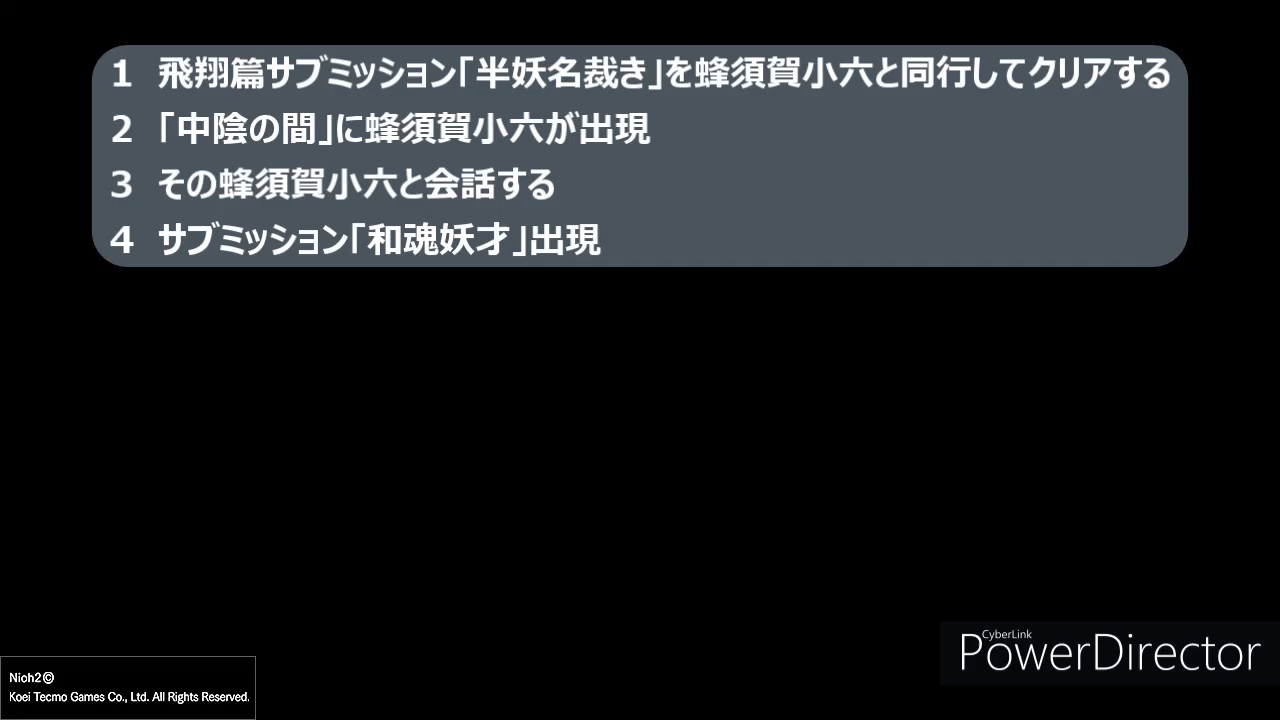 1 飛翔篇サブミッション「半妖名裁き」を蜂須賀小六と同行してクリアする
2 「中陰の間」に蜂須賀小六が出現
3 その蜂須賀小六と会話する
4 サブミッション「和魂妖才」出現
CyberLink
PowerDirector
Nioh2©
Koei Tecmo Games Co., Ltd. All Rights Reserved.